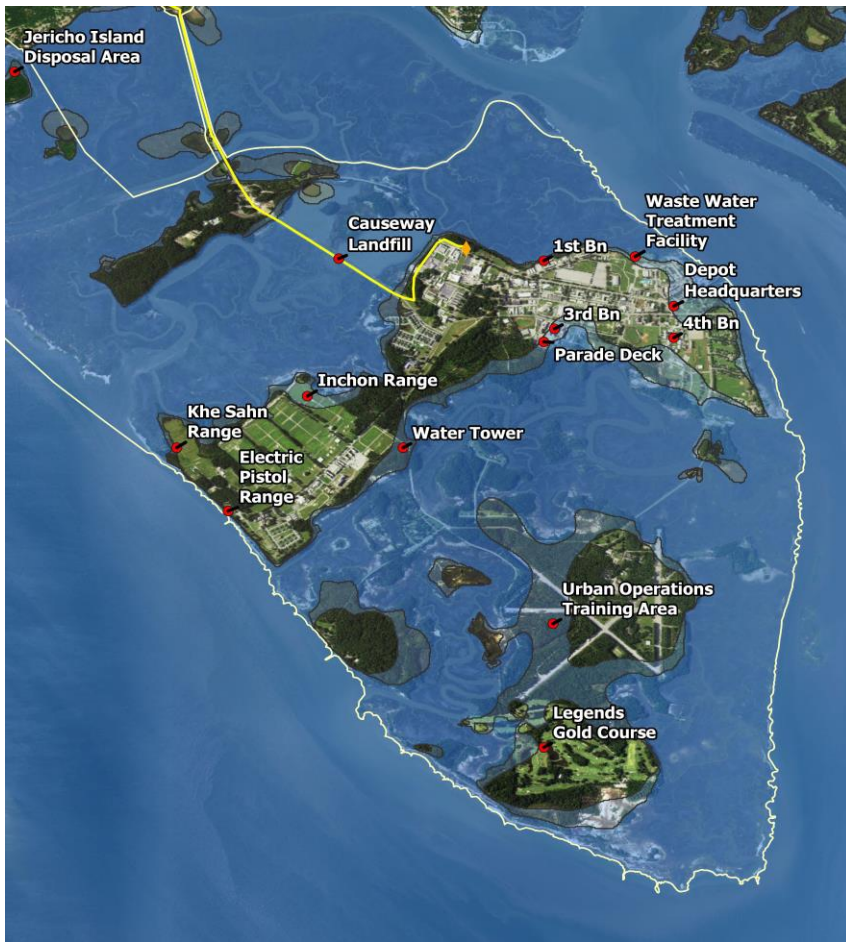 Jericho Island
Disposal Area
Causeway
Landfill
1st Bn
Waste Water
Treatment
Facility
Depot
Headquarters
3rd Bn
4th Bn
Parade Deck
Inchon Range
Khe Sahn
Range
Water Tower
Electric
Pistol
Range
Urban Operations
Training Area
Legends
Gold Course